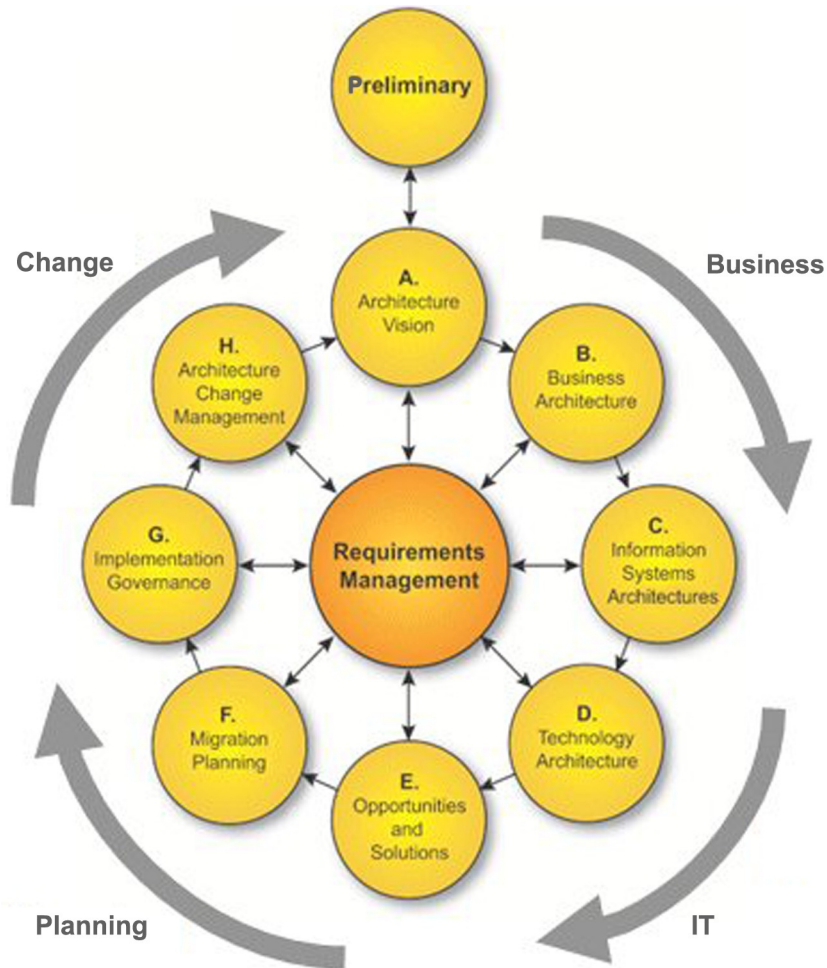 Preliminary
Change
Business
A.
Architecture
Vision
H.
Architecture
Change
Management
B.
Business
Architecture
G.
Implementation
Governance
Requirements
Management
C.
Information
Systems
Architectures
F.
Migration
Planning
E.
Opportunities
and
Solutions
D.
Technology
Architecture
Planning
IT